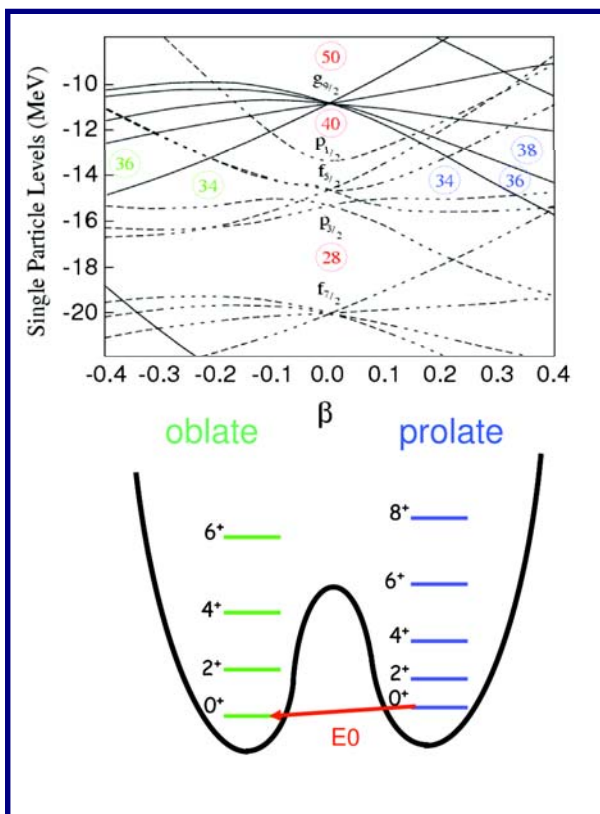 50
g9/2
40
p1/2
f5/2
p3/2
28
f7/2
36
34
34
36
38
Single Particle Levels (MeV)
-10
-12
-14
-16
-18
-20
-0.4 -0.3 -0.2 -0.1 0.0 0.1 0.2 0.3 0.4
β
oblate prolate
8+
6+
6+
4+
4+
2+
2+
0+
0+
E0